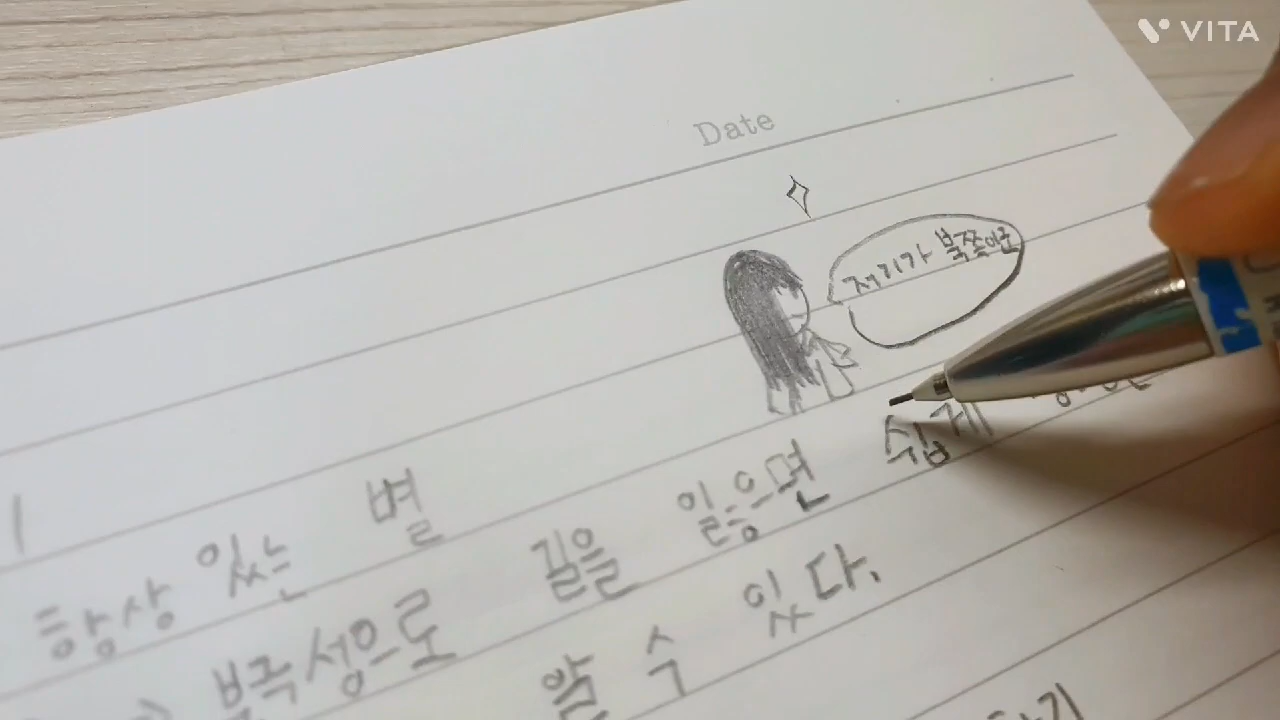 VITA
Date
저기가 북쪽이군
항상 있는 별
길을 잃으면 쉽게
북극성으로
알 수 있다.